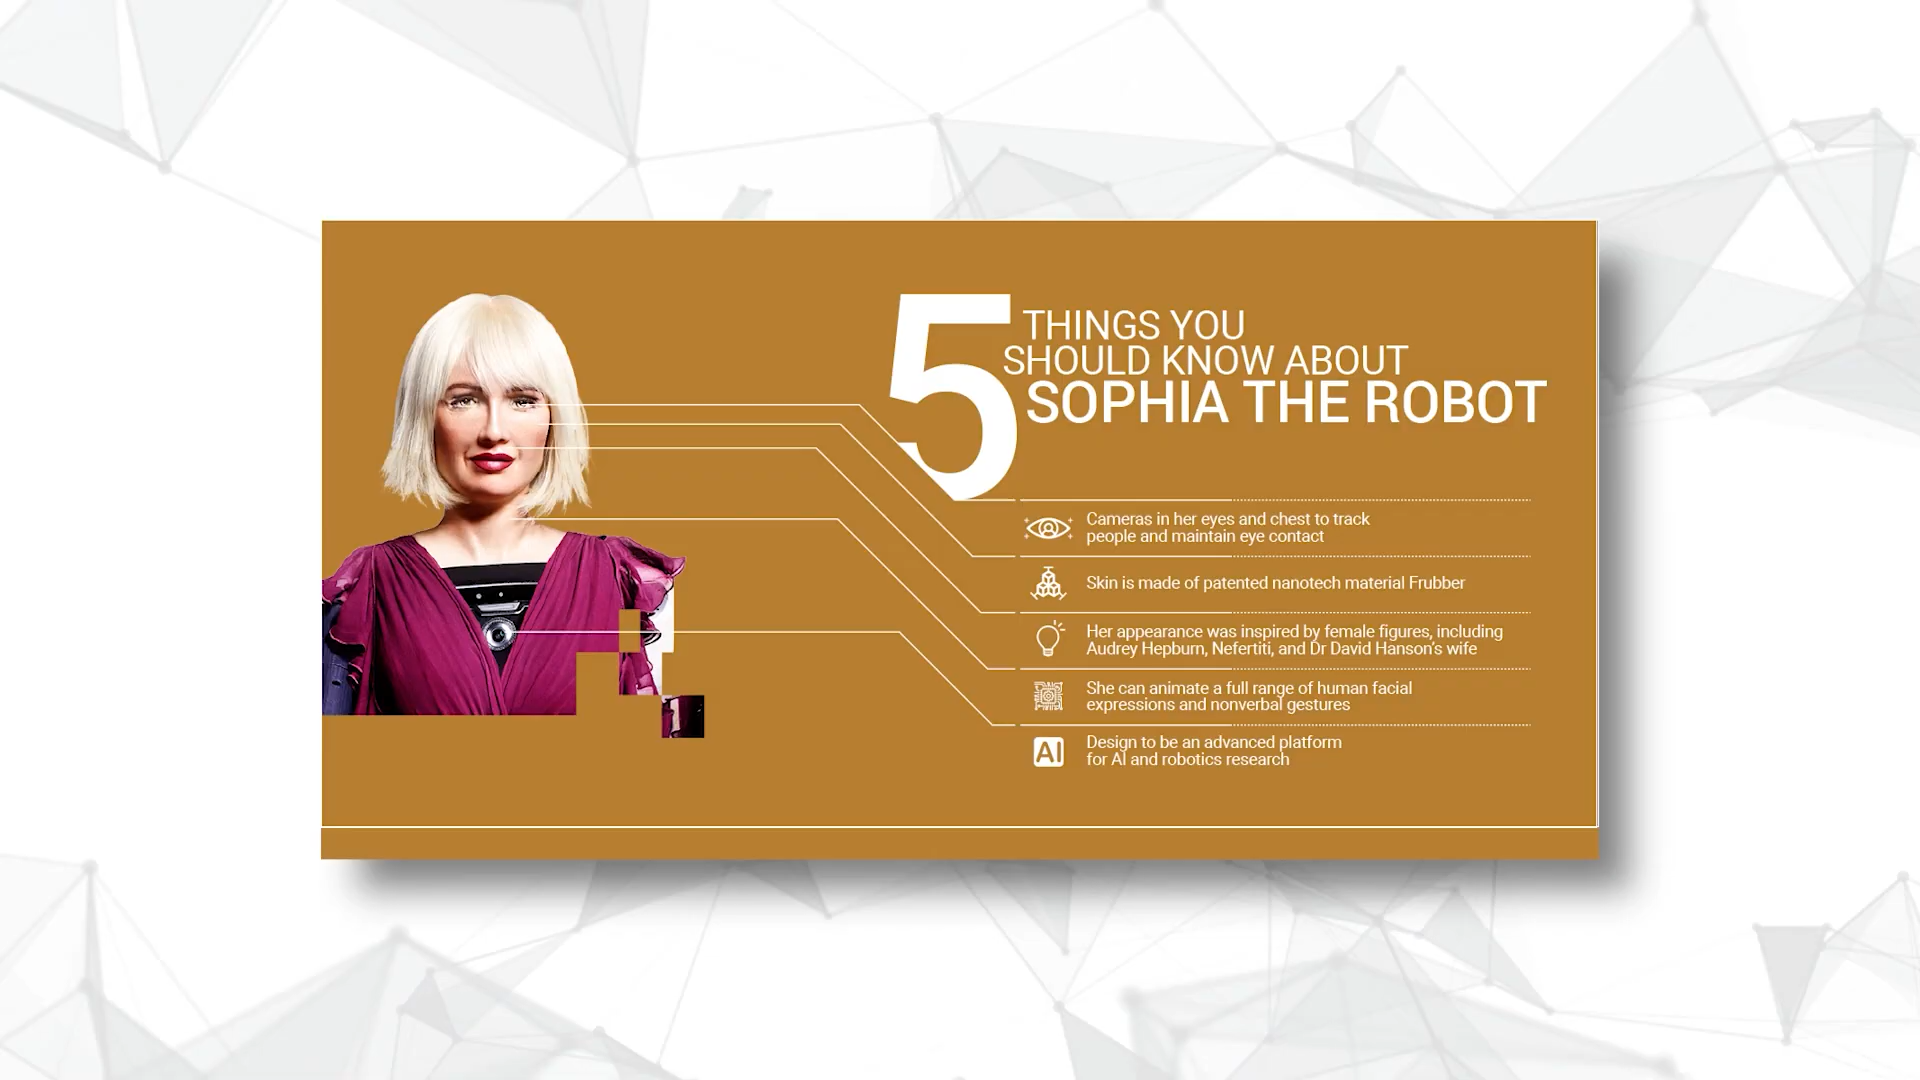 5 THINGS YOU
SHOULD KNOW ABOUT
SOPHIA THE ROBOT
Cameras in her eyes and chest to track
people and maintain eye contact
Skin is made of patented nanotech material Frubber
Her appearance was inspired by female figures, including
Audrey Hepburn, Nefertiti, and Dr David Hanson's wife
She can animate a full range of human facial
expressions and nonverbal gestures
AI
Design to be an advanced platform
for AI and robotics research